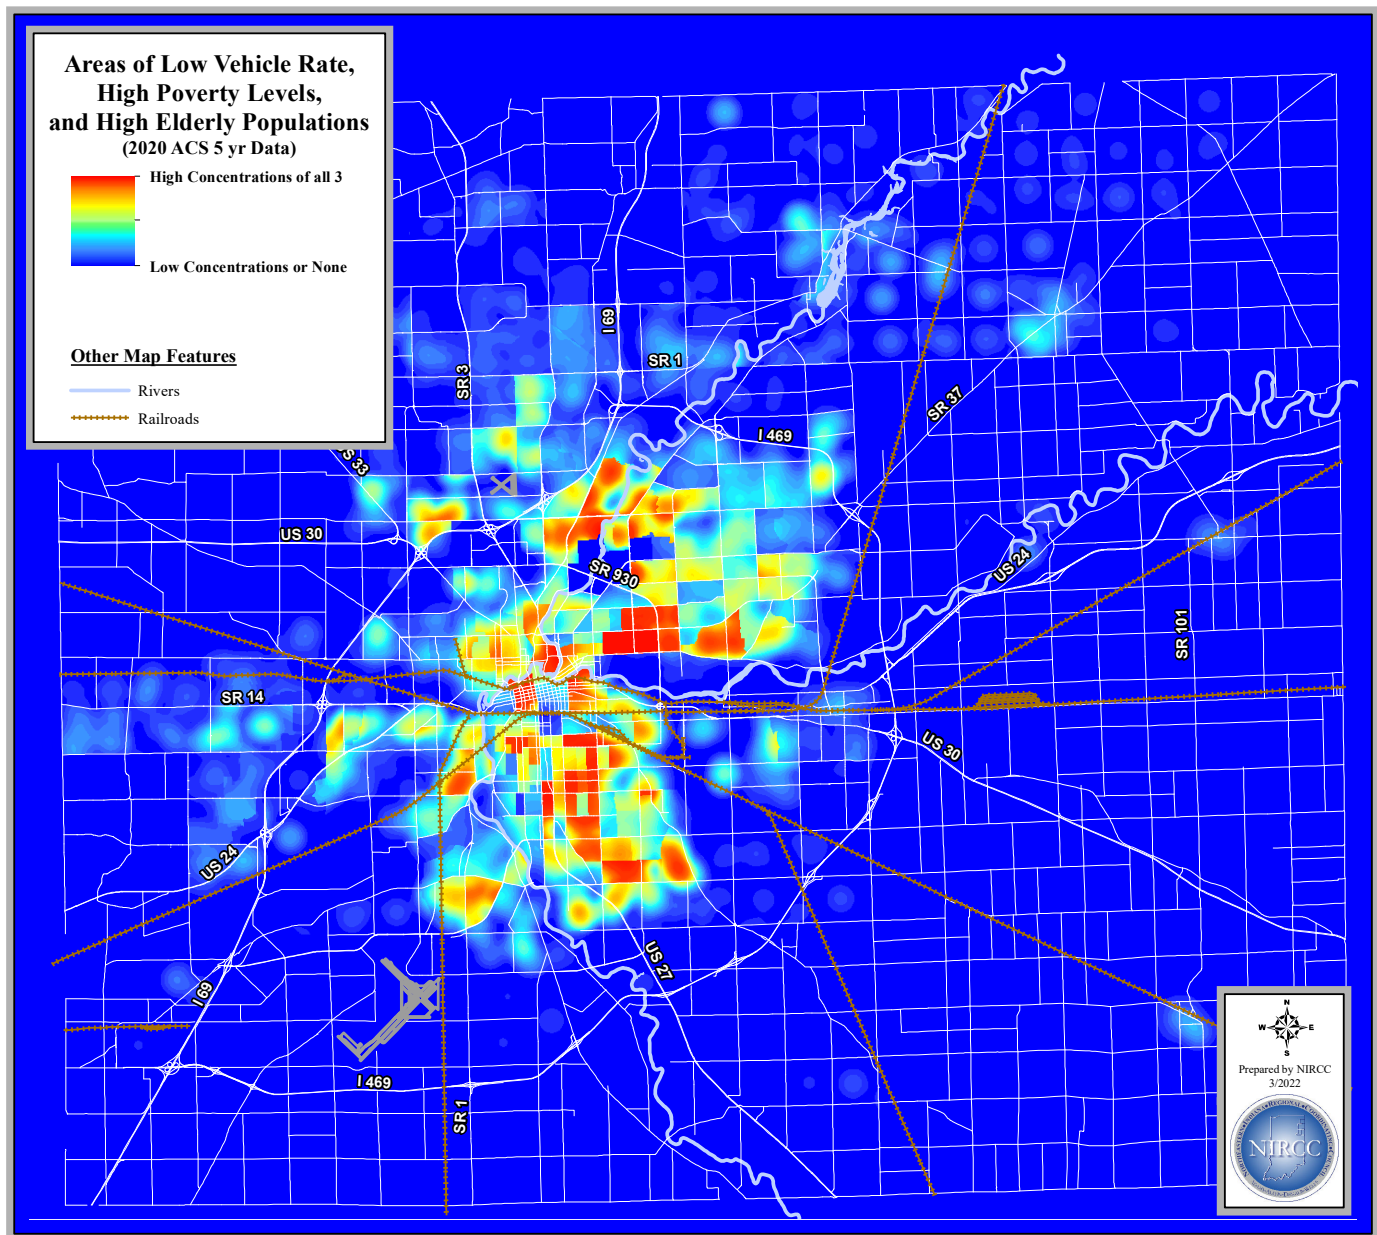 Areas of Low Vehicle Rate,
High Poverty Levels,
and High Elderly Populations
(2020 ACS 5 yr Data)
High Concentrations of all 3
Low Concentrations or None
Other Map Features
Rivers
Railroads
I 69
SR 1
SR 3
SR 37
I 469
US 33
US 30
SR 930
US 24
SR 101
SR 14
US 30
US 24
US 27
I 69
I 469
SR 1
N
W E
S
Prepared by NIRCC
3/2022
NIRCC